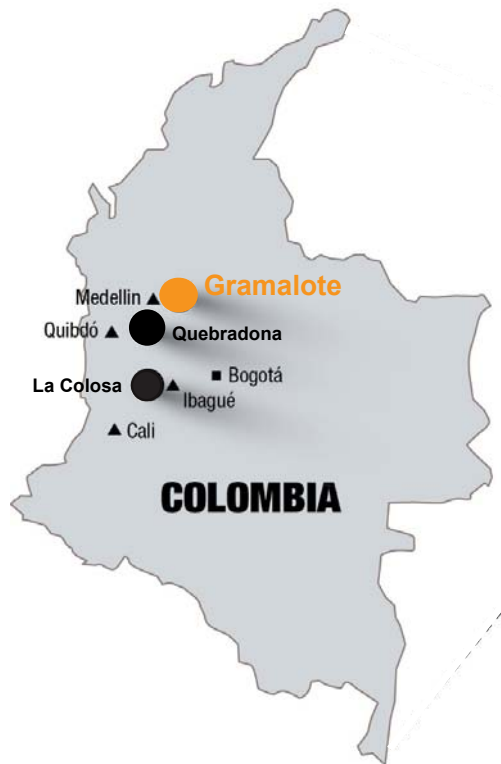 Gramalote
Medellin
Quibdó
Quebradona
La Colosa
Bogotá
Ibagué
Cali
COLOMBIA